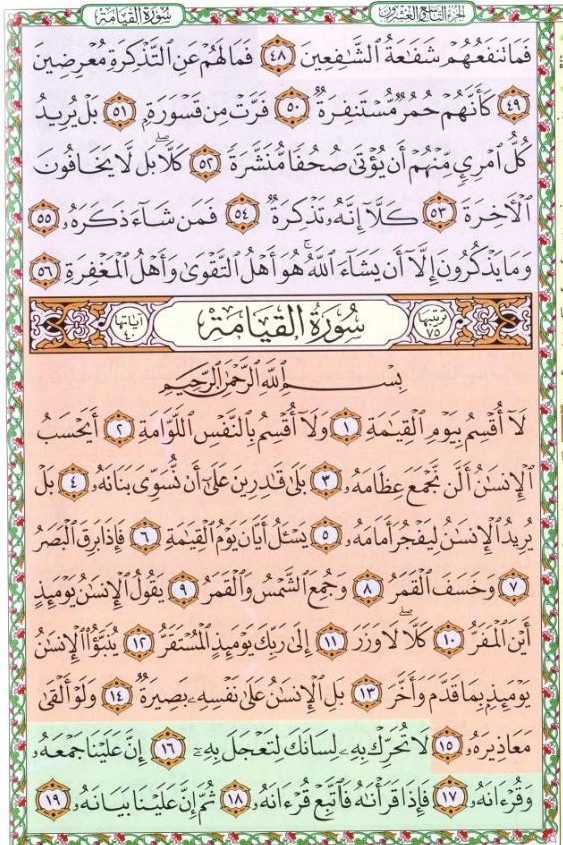 الجزء التاسع والعشرون سورة القيامة
فَمَا تَنفَعُهُمْ شَفَٰعَةُ ٱلشَّٰفِعِينَ ٤٨ فَمَا لَهُمْ عَنِ ٱلتَّذْكِرَةِ مُعْرِضِينَ
٤٩ كَأَنَّهُمْ حُمُرٌ مُّسْتَنفِرَةٌ ٥٠ فَرَّتْ مِن قَسْوَرَةٍۭ ٥١ بَلْ يُرِيدُ
كُلُّ ٱمْرِئٍ مِّنْهُمْ أَن يُؤْتَىٰ صُحُفًا مُّنَشَّرَةً ٥٢ كَلَّا ۖ بَل لَّا يَخَافُونَ
ٱلْأَخِرَةَ ٥٣ كَلَّآ إِنَّهُۥ تَذْكِرَةٌ ٥٤ فَمَن شَآءَ ذَكَرَهُۥ ٥٥
وَمَا يَذْكُرُونَ إِلَّآ أَن يَشَآءَ ٱللَّهُ ۚ هُوَ أَهْلُ ٱلتَّقْوَىٰ وَأَهْلُ ٱلْمَغْفِرَةِ ٥٦
ترتيبها ٧٥ سُورَةُ القِيَامَةِ آياتها ٤٠
بِسْمِ ٱللَّهِ ٱلرَّحْمَٰنِ ٱلرَّحِيمِ
لَآ أُقْسِمُ بِيَوْمِ ٱلْقِيَٰمَةِ ١ وَلَآ أُقْسِمُ بِٱلنَّفْسِ ٱللَّوَّامَةِ ٢ أَيَحْسَبُ
ٱلْإِنسَٰنُ أَلَّن نَّجْمَعَ عِظَامَهُۥ ٣ بَلَىٰ قَٰدِرِينَ عَلَىٰٓ أَن نُّسَوِّىَ بَنَانَهُۥ ٤ بَلْ
يُرِيدُ ٱلْإِنسَٰنُ لِيَفْجُرَ أَمَامَهُۥ ٥ يَسْـَٔلُ أَيَّانَ يَوْمُ ٱلْقِيَٰمَةِ ٦ فَإِذَا بَرِقَ ٱلْبَصَرُ
٧ وَخَسَفَ ٱلْقَمَرُ ٨ وَجُمِعَ ٱلشَّمْسُ وَٱلْقَمَرُ ٩ يَقُولُ ٱلْإِنسَٰنُ يَوْمَئِذٍ
أَيْنَ ٱلْمَفَرُّ ١٠ كَلَّا لَا وَزَرَ ١١ إِلَىٰ رَبِّكَ يَوْمَئِذٍ ٱلْمُسْتَقَرُّ ١٢ يُنَبَّؤُا۟ ٱلْإِنسَٰنُ
يَوْمَئِذٍۭ بِمَا قَدَّمَ وَأَخَّرَ ١٣ بَلِ ٱلْإِنسَٰنُ عَلَىٰ نَفْسِهِۦ بَصِيرَةٌ ١٤ وَلَوْ أَلْقَىٰ
مَعَاذِيرَهُۥ ١٥ لَا تُحَرِّكْ بِهِۦ لِسَانَكَ لِتَعْجَلَ بِهِۦٓ ١٦ إِنَّ عَلَيْنَا جَمْعَهُۥ
وَقُرْءَانَهُۥ ١٧ فَإِذَا قَرَأْنَٰهُ فَٱتَّبِعْ قُرْءَانَهُۥ ١٨ ثُمَّ إِنَّ عَلَيْنَا بَيَانَهُۥ ١٩